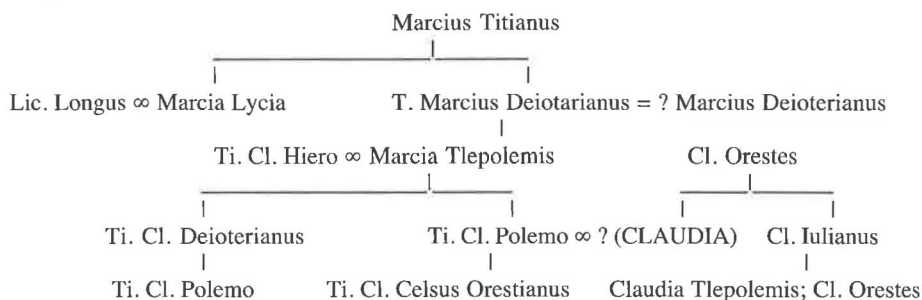 Marcius Titianus
Lic. Longus ∞ Marcia Lycia T. Marcius Deiotarianus = ? Marcius Deioterianus
Ti. Cl. Hiero ∞ Marcia Tlepolemis Cl. Orestes
Ti. Cl. Deioterianus Ti. Cl. Polemo ∞ ? (CLAUDIA) Cl. Iulianus
Ti. Cl. Polemo Ti. Cl. Celsus Orestianus Claudia Tlepolemis; Cl. Orestes